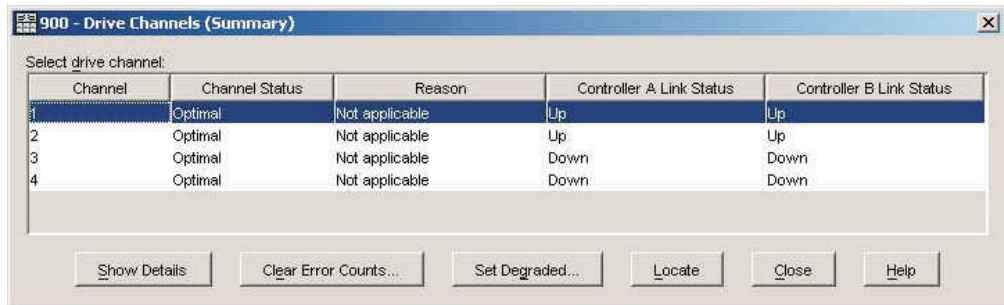 900 - Drive Channels (Summary)
Select drive channel:
Channel Channel Status Reason Controller A Link Status Controller B Link Status
1 Optimal Not applicable Up Up
2 Optimal Not applicable Up Up
3 Optimal Not applicable Down Down
4 Optimal Not applicable Down Down
Show Details Clear Error Counts... Set Degraded... Locate Close Help